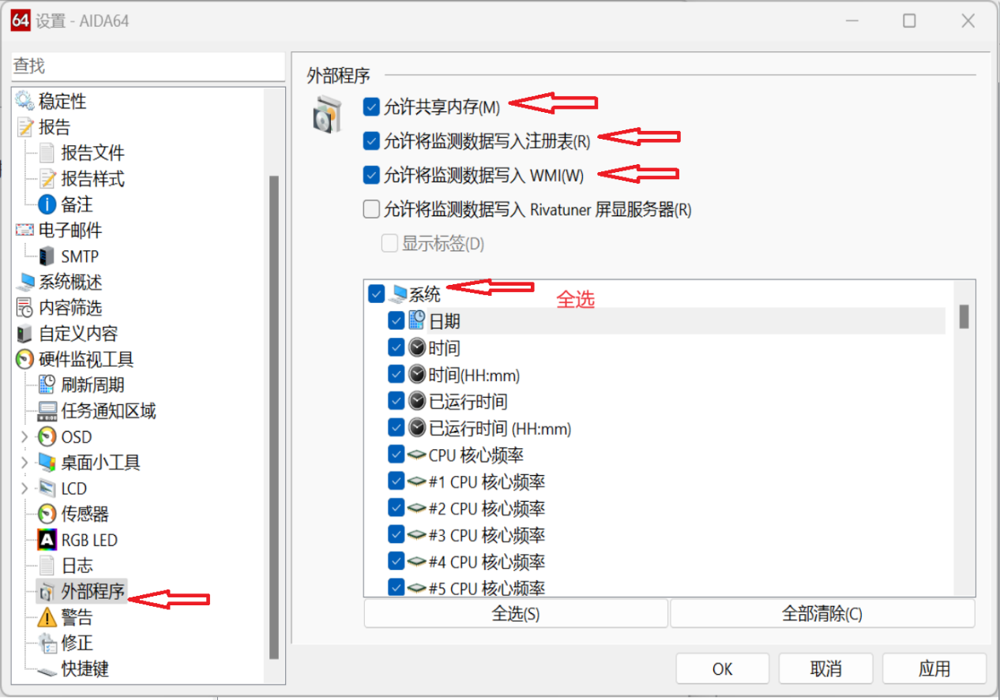 64 设置 - AIDA64
查找
稳定性
报告
报告文件
报告样式
备注
电子邮件
SMTP
系统概述
内容筛选
自定义内容
硬件监视工具
刷新周期
任务通知区域
OSD
桌面小工具
LCD
传感器
RGB LED
日志
外部程序
警告
修正
快捷键
外部程序
允许共享内存(M)
允许将监测数据写入注册表(R)
允许将监测数据写入 WMI(W)
允许将监测数据写入 Rivatuner 屏显服务器(R)
显示标签(D)
系统
全选
日期
时间
时间(HH:mm)
已运行时间
已运行时间 (HH:mm)
CPU 核心频率
#1 CPU 核心频率
#2 CPU 核心频率
#3 CPU 核心频率
#4 CPU 核心频率
#5 CPU 核心频率
全选(S)
全部清除(C)
OK
取消
应用